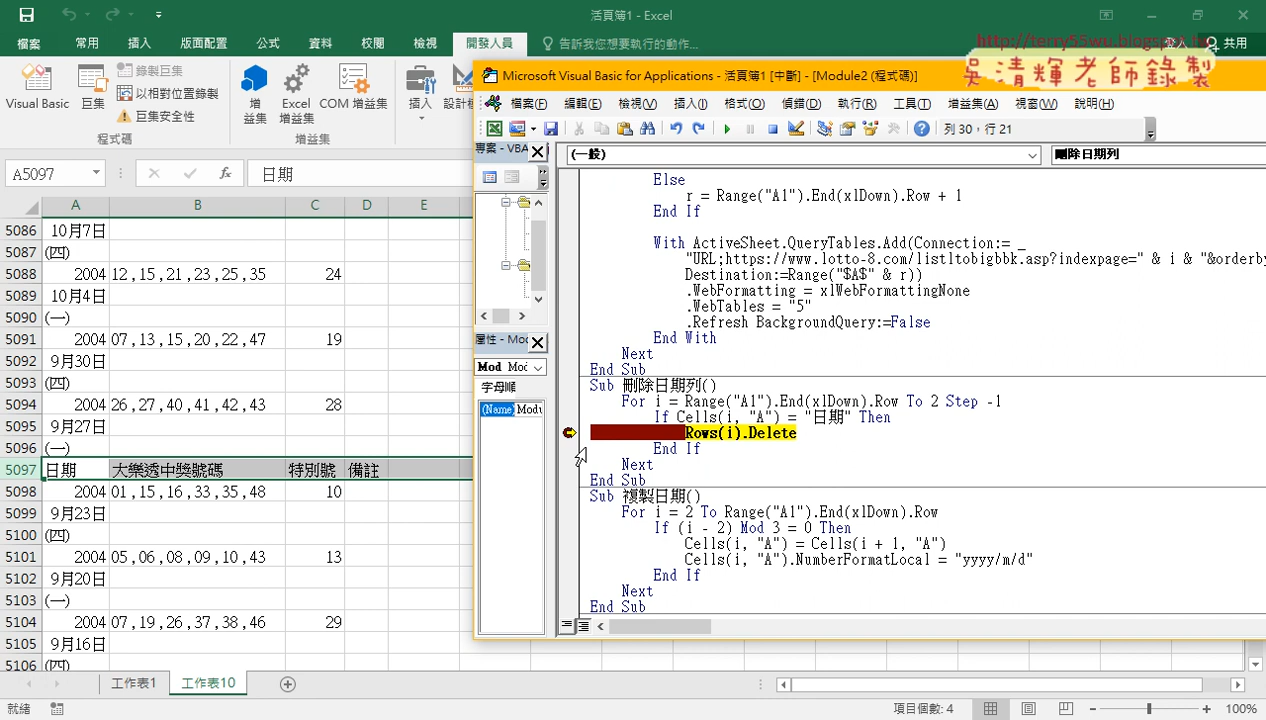 活頁簿1 - Excel
檔案 常用 插入 版面配置 公式 資料 校閱 檢視 開發人員 告訴我您想要執行的動作... 登入 共用
http://terry55wu.blogspot.tw
吳清輝老師錄製
Visual Basic 巨集 錄製巨集 以相對位置錄製 巨集安全性 增益集 Excel 增益集 COM 增益集 插入
程式碼 增益集
A5097 fx 日期
A B C D E
5086 10月7日
5087 (四)
5088 2004 12,15,21,23,25,35 24
5089 10月4日
5090 (一)
5091 2004 07,13,15,20,22,47 19
5092 9月30日
5093 (四)
5094 2004 26,27,40,41,42,43 28
5095 9月27日
5096 (一)
5097 日期 大樂透中獎號碼 特別號 備註
5098 2004 01,15,16,33,35,48 10
5099 9月23日
5100 (四)
5101 2004 05,06,08,09,10,43 13
5102 9月20日
5103 (一)
5104 2004 07,19,26,37,38,46 29
5105 9月16日
5106 (四)
工作表1 工作表10
就緒 項目個數: 4 100%
Microsoft Visual Basic for Applications - 活頁簿1 [中斷] - [Module2 (程式碼)]
檔案(F) 編輯(E) 檢視(V) 插入(I) 格式(O) 偵錯(D) 執行(R) 工具(T) 增益集(A) 視窗(W) 說明(H)
列 30，行 21
專案 - VBA
(一般) 刪除日期列
屬性 - Mod
字母順
(Name)
Else
r = Range("A1").End(xlDown).Row + 1
End If
With ActiveSheet.QueryTables.Add(Connection:= _
"URL;https://www.lotto-8.com/listltobigbbk.asp?indexpage=" & i & "&orderby
Destination:=Range("$A$" & r))
.WebFormatting = xlWebFormattingNone
.WebTables = "5"
.Refresh BackgroundQuery:=False
End With
Next
End Sub
Sub 刪除日期列()
For i = Range("A1").End(xlDown).Row To 2 Step -1
If Cells(i, "A") = "日期" Then
Rows(i).Delete
End If
Next
End Sub
Sub 複製日期()
For i = 2 To Range("A1").End(xlDown).Row
If (i - 2) Mod 3 = 0 Then
Cells(i, "A") = Cells(i + 1, "A")
Cells(i, "A").NumberFormatLocal = "yyyy/m/d"
End If
Next
End Sub